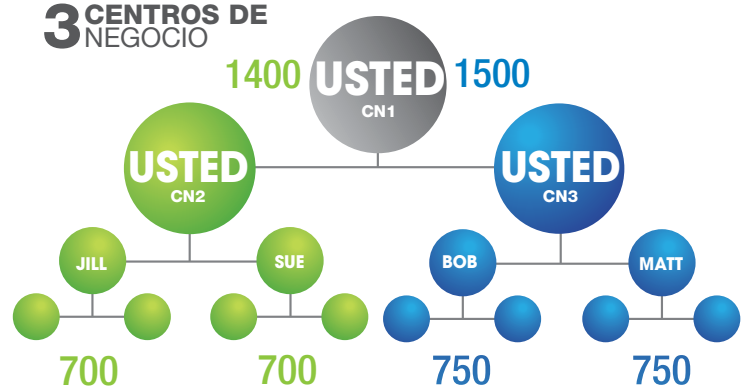 3 CENTROS DE
NEGOCIO
1400 USTED 1500
CN1
USTED USTED
CN2 CN3
JILL SUE BOB MATT
700 700 750 750